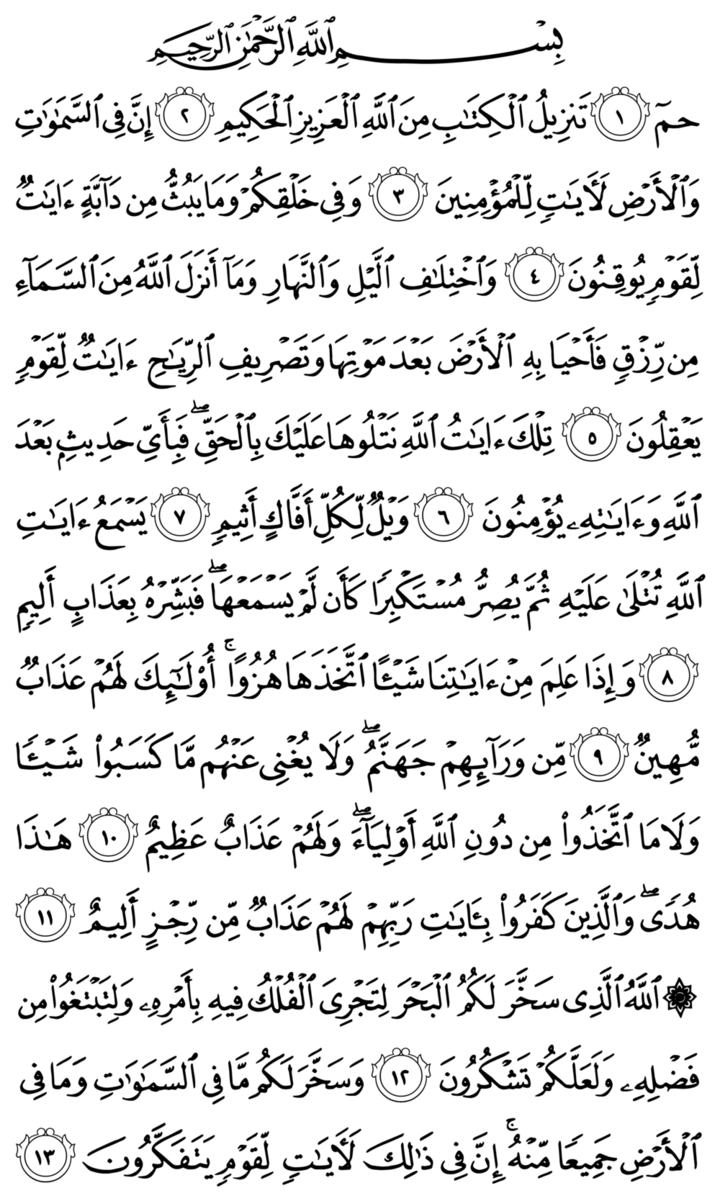 بِسْمِ ٱللَّهِ ٱلرَّحْمَٰنِ ٱلرَّحِيمِ
حمٓ ١ تَنزِيلُ ٱلْكِتَٰبِ مِنَ ٱللَّهِ ٱلْعَزِيزِ ٱلْحَكِيمِ ٢ إِنَّ فِى ٱلسَّمَٰوَٰتِ
وَٱلْأَرْضِ لَءَايَٰتٍ لِّلْمُؤْمِنِينَ ٣ وَفِى خَلْقِكُمْ وَمَا يَبُثُّ مِن دَآبَّةٍ ءَايَٰتٌ
لِّقَوْمٍ يُوقِنُونَ ٤ وَٱخْتِلَٰفِ ٱلَّيْلِ وَٱلنَّهَارِ وَمَآ أَنزَلَ ٱللَّهُ مِنَ ٱلسَّمَآءِ
مِن رِّزْقٍ فَأَحْيَا بِهِ ٱلْأَرْضَ بَعْدَ مَوْتِهَا وَتَصْرِيفِ ٱلرِّيَٰحِ ءَايَٰتٌ لِّقَوْمٍ
يَعْقِلُونَ ٥ تِلْكَ ءَايَٰتُ ٱللَّهِ نَتْلُوهَا عَلَيْكَ بِٱلْحَقِّ ۖ فَبِأَىِّ حَدِيثٍۭ بَعْدَ
ٱللَّهِ وَءَايَٰتِهِۦ يُؤْمِنُونَ ٦ وَيْلٌ لِّكُلِّ أَفَّاكٍ أَثِيمٍ ٧ يَسْمَعُ ءَايَٰتِ
ٱللَّهِ تُتْلَىٰ عَلَيْهِ ثُمَّ يُصِرُّ مُسْتَكْبِرًا كَأَن لَّمْ يَسْمَعْهَا ۖ فَبَشِّرْهُ بِعَذَابٍ أَلِيمٍ
٨ وَإِذَا عَلِمَ مِنْ ءَايَٰتِنَا شَيْـًٔا ٱتَّخَذَهَا هُزُوًا ۚ أُو۟لَٰٓئِكَ لَهُمْ عَذَابٌ
مُّهِينٌ ٩ مِّن وَرَآئِهِمْ جَهَنَّمُ ۖ وَلَا يُغْنِى عَنْهُم مَّا كَسَبُوا۟ شَيْـًٔا
وَلَا مَا ٱتَّخَذُوا۟ مِن دُونِ ٱللَّهِ أَوْلِيَآءَ ۖ وَلَهُمْ عَذَابٌ عَظِيمٌ ١٠ هَٰذَا
هُدًى ۖ وَٱلَّذِينَ كَفَرُوا۟ بِـَٔايَٰتِ رَبِّهِمْ لَهُمْ عَذَابٌ مِّن رِّجْزٍ أَلِيمٌ ١١
۞ ٱللَّهُ ٱلَّذِى سَخَّرَ لَكُمُ ٱلْبَحْرَ لِتَجْرِىَ ٱلْفُلْكُ فِيهِ بِأَمْرِهِۦ وَلِتَبْتَغُوا۟ مِن
فَضْلِهِۦ وَلَعَلَّكُمْ تَشْكُرُونَ ١٢ وَسَخَّرَ لَكُم مَّا فِى ٱلسَّمَٰوَٰتِ وَمَا فِى
ٱلْأَرْضِ جَمِيعًا مِّنْهُ ۚ إِنَّ فِى ذَٰلِكَ لَءَايَٰتٍ لِّقَوْمٍ يَتَفَكَّرُونَ ١٣